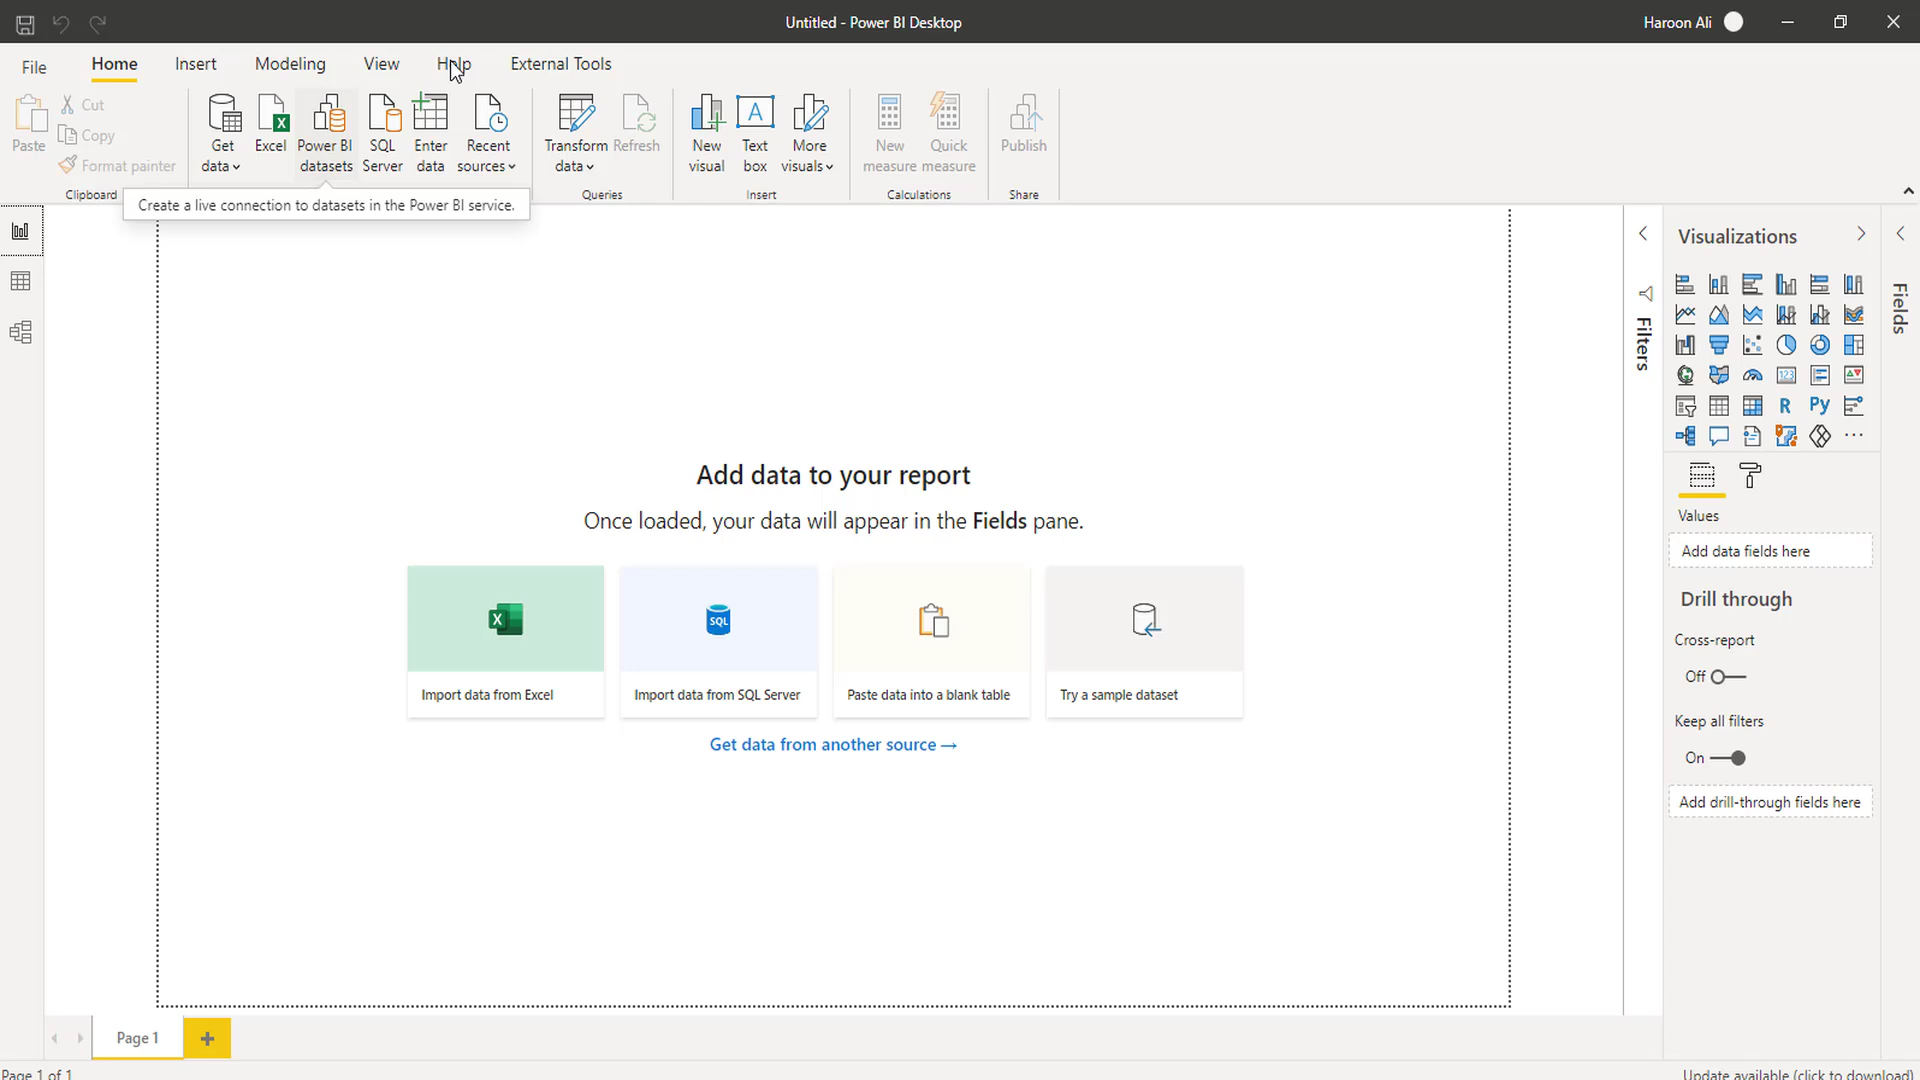 Untitled - Power BI Desktop
Haroon Ali
File Home Insert Modeling View Help External Tools
Paste
Cut
Copy
Format painter
Clipboard
Get data
Excel
Power BI datasets
SQL Server
Enter data
Recent sources
Transform data
Refresh
Queries
New visual
Text box
More visuals
Insert
New measure
Quick measure
Calculations
Publish
Share
Create a live connection to datasets in the Power BI service.
Add data to your report
Once loaded, your data will appear in the Fields pane.
SQL
Import data from Excel
Import data from SQL Server
Paste data into a blank table
Try a sample dataset
Get data from another source →
Filters
Visualizations
123
R
Py
Values
Add data fields here
Drill through
Cross-report
Off
Keep all filters
On
Add drill-through fields here
Fields
Page 1
Page 1 of 1
Update available (click to download)